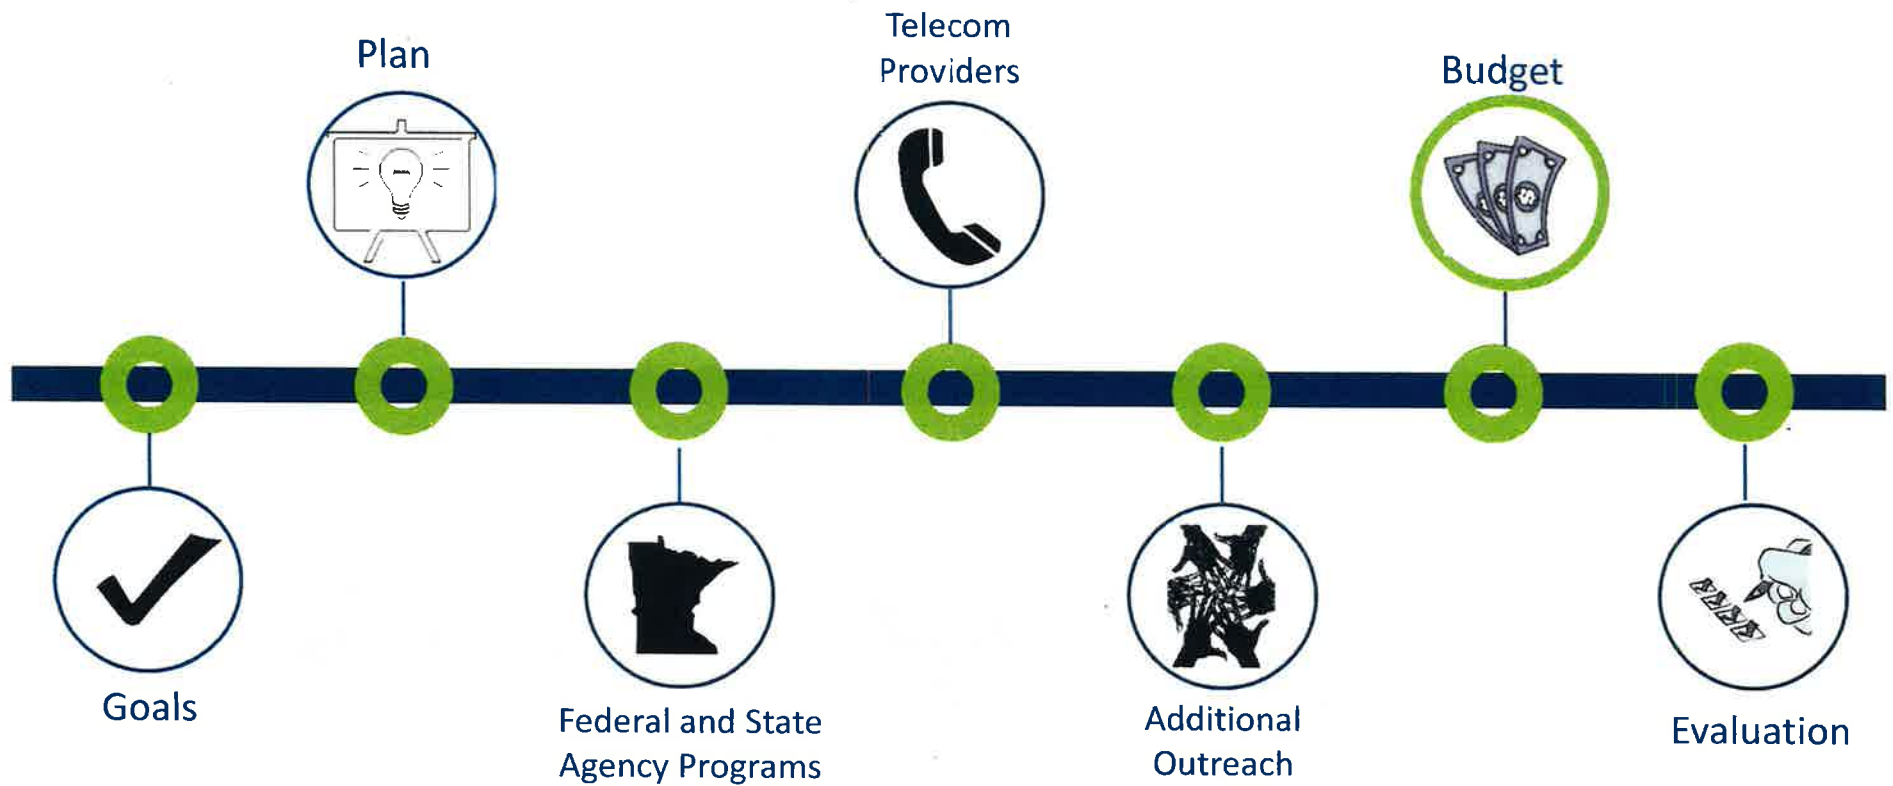 Goals
Plan
Federal and State
Agency Programs
Telecom
Providers
Additional
Outreach
Budget
Evaluation